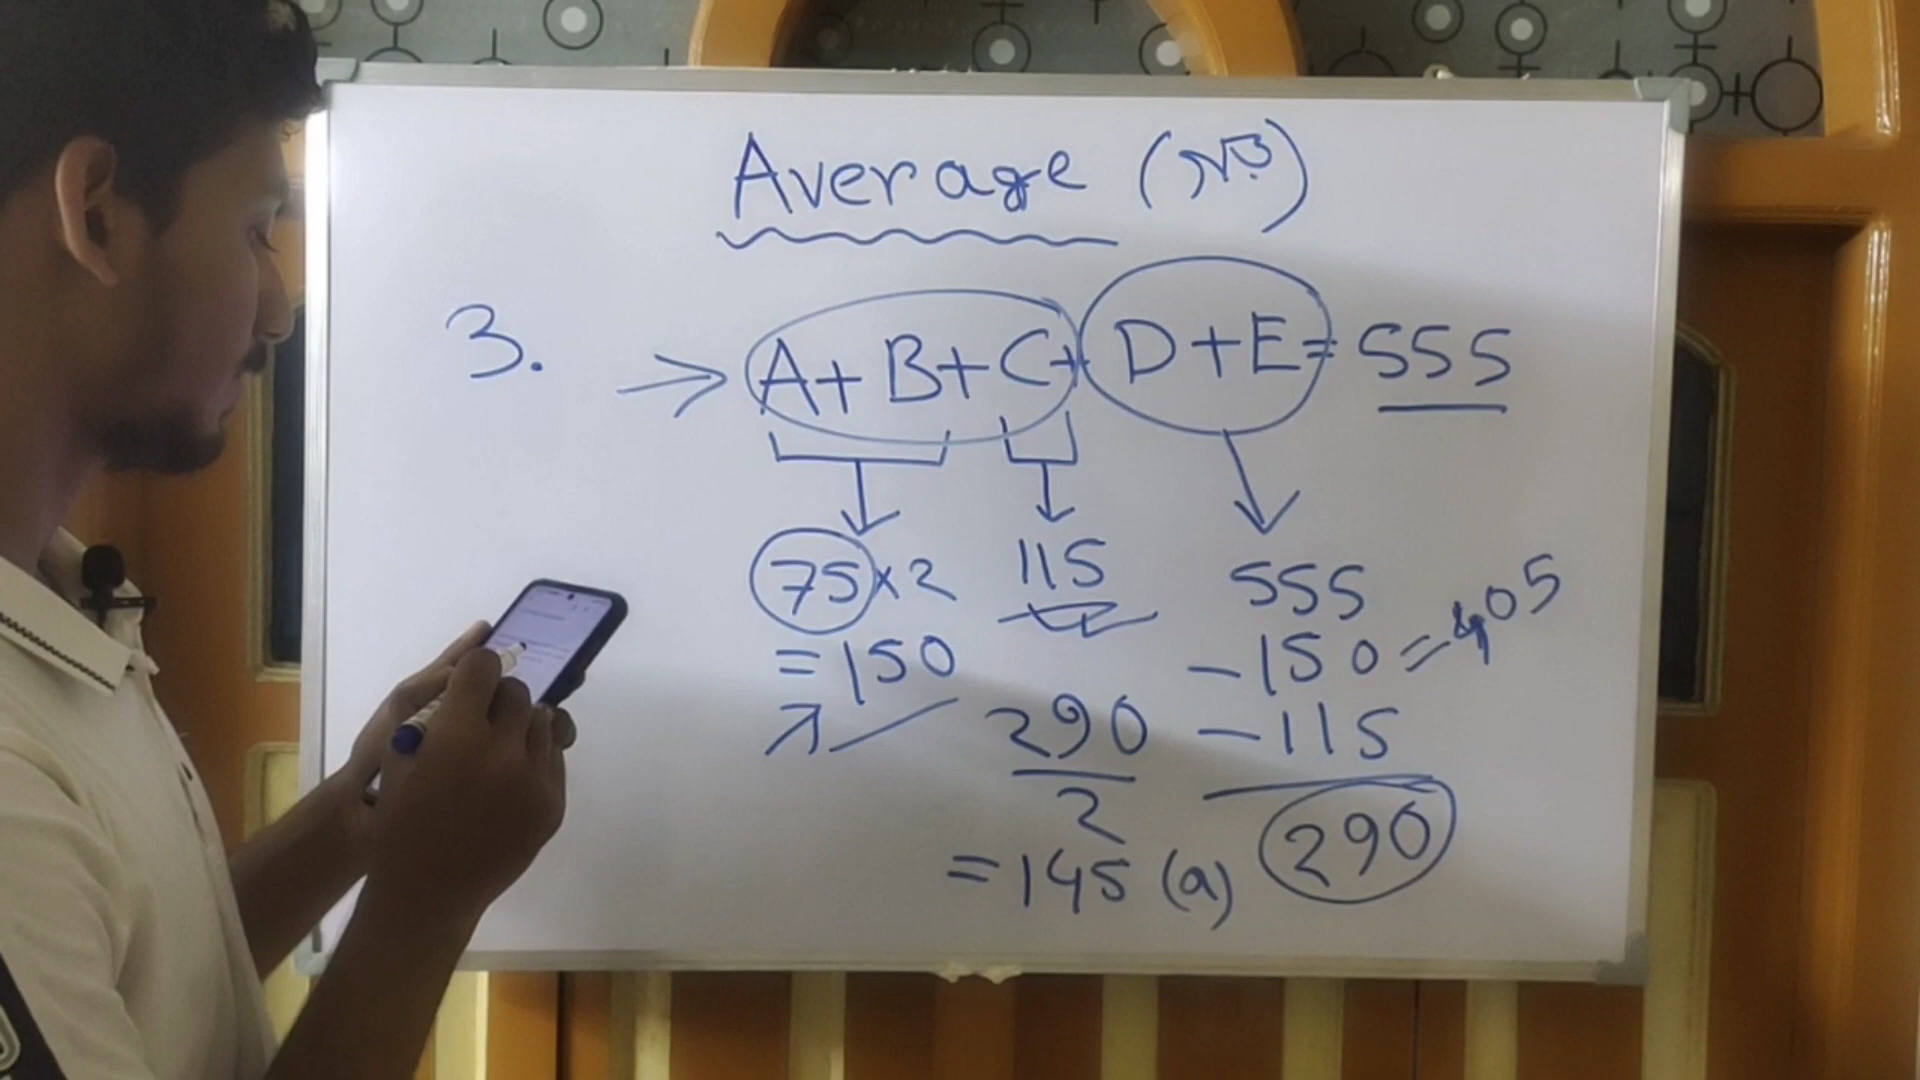 Average (গড়)
3. → A+B+C+D+E=555
75×2 115 555
=150 -150=405
290 -115
2 290
=145 (a)